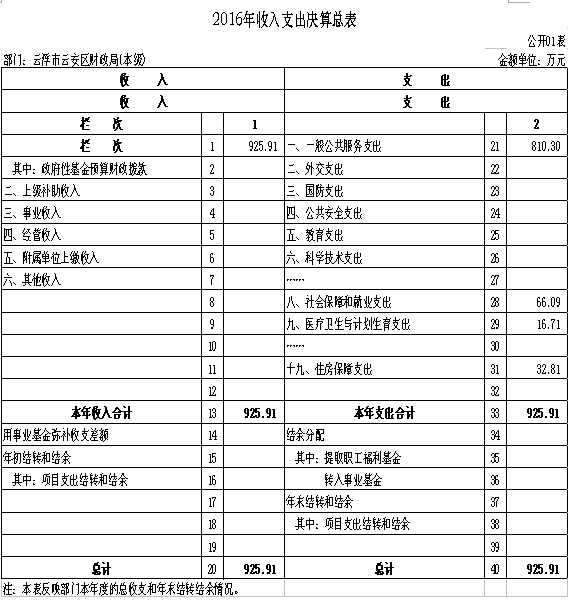 2016年收入支出决算总表
公开01表
部门：云浮市云安区财政局(本级) 金额单位：万元
收 入 支 出
收 入 支 出
栏 次 1 2
栏 次 1 925.91 一、一般公共服务支出 21 810.30
其中：政府性基金预算财政拨款 2 二、外交支出 22
二、上级补助收入 3 三、国防支出 23
三、事业收入 4 四、公共安全支出 24
四、经营收入 5 五、教育支出 25
五、附属单位上缴收入 6 六、科学技术支出 26
六、其他收入 7 …… 27
8 八、社会保障和就业支出 28 66.09
9 九、医疗卫生与计划生育支出 29 16.71
10 …… 30
11 十九、住房保障支出 31 32.81
12 32
本年收入合计 13 925.91 本年支出合计 33 925.91
用事业基金弥补收支差额 14 结余分配 34
年初结转和结余 15 其中：提取职工福利基金 35
其中：项目支出结转和结余 16 转入事业基金 36
17 年末结转和结余 37
18 其中：项目支出结转和结余 38
19 39
总计 20 925.91 总计 40 925.91
注：本表反映部门本年度的总收支和年末结转结余情况。